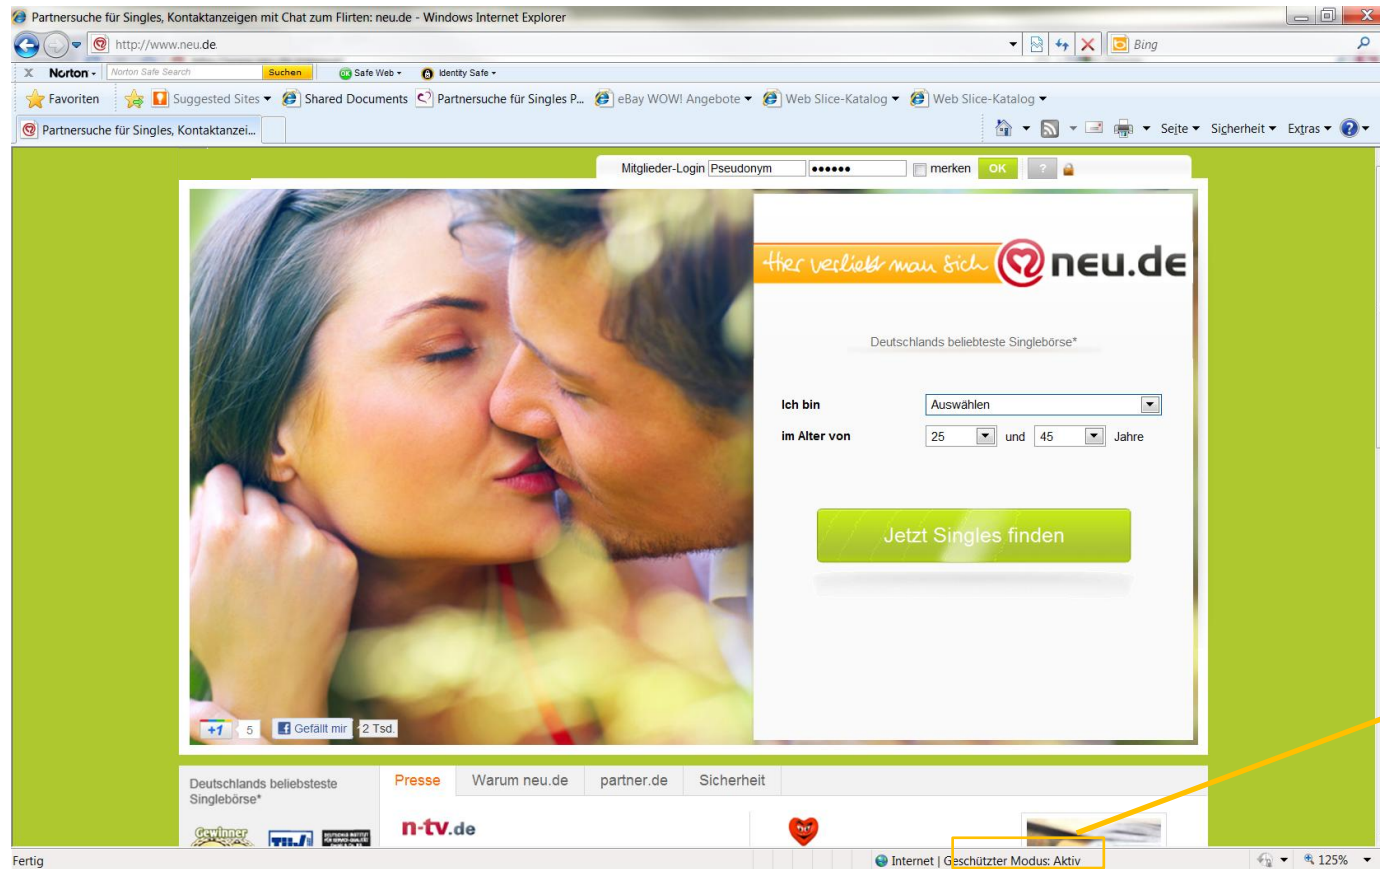 Partnersuche für Singles, Kontaktanzeigen mit Chat zum Flirten: neu.de - Windows Internet Explorer
http://www.neu.de Bing
X Norton - Norton Safe Search Suchen OK Safe Web - Identity Safe -
Favoriten Suggested Sites Shared Documents Partnersuche für Singles P... eBay WOW! Angebote Web Slice-Katalog Web Slice-Katalog
Partnersuche für Singles, Kontaktanzei... Seite Sicherheit Extras
Mitglieder-Login Pseudonym •••••• merken OK ?
Hier verliebt man sich neu.de
Deutschlands beliebteste Singlebörse*
Ich bin Auswählen
im Alter von 25 und 45 Jahre
Jetzt Singles finden
+1 5 Gefällt mir 2 Tsd.
Deutschlands beliebsteste
Singlebörse*
Presse Warum neu.de partner.de Sicherheit
Gewinner
n-tv.de
Fertig Internet | Geschützter Modus: Aktiv 125%